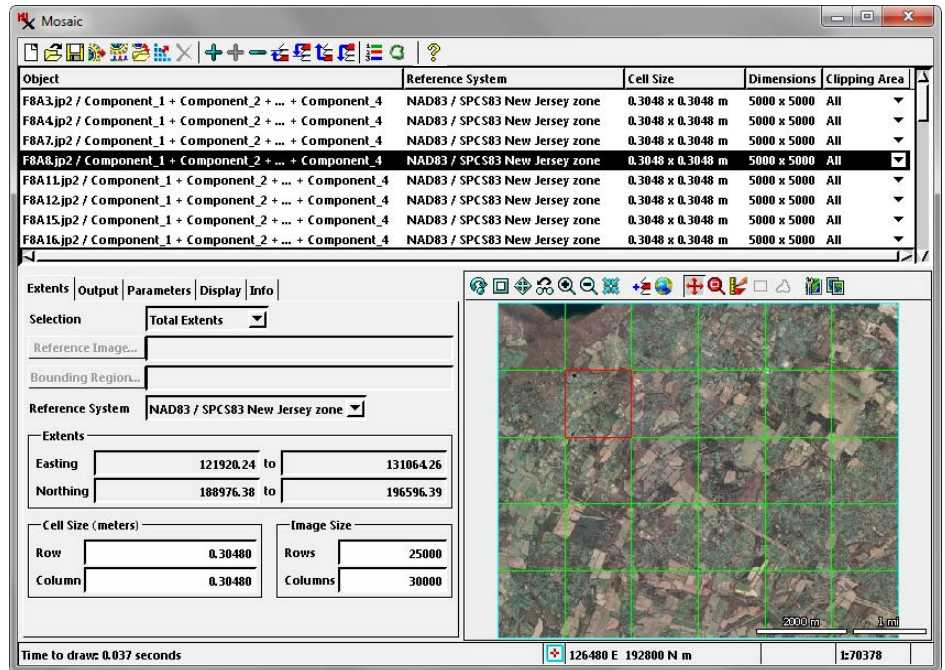 Mosaic
Object Reference System Cell Size Dimensions Clipping Area
F8A3.jp2 / Component_1 + Component_2 + ... + Component_4 NAD83 / SPCS83 New Jersey zone 0.3048 x 0.3048 m 5000 x 5000 All
F8A4.jp2 / Component_1 + Component_2 + ... + Component_4 NAD83 / SPCS83 New Jersey zone 0.3048 x 0.3048 m 5000 x 5000 All
F8A7.jp2 / Component_1 + Component_2 + ... + Component_4 NAD83 / SPCS83 New Jersey zone 0.3048 x 0.3048 m 5000 x 5000 All
F8A8.jp2 / Component_1 + Component_2 + ... + Component_4 NAD83 / SPCS83 New Jersey zone 0.3048 x 0.3048 m 5000 x 5000 All
F8A11.jp2 / Component_1 + Component_2 + ... + Component_4 NAD83 / SPCS83 New Jersey zone 0.3048 x 0.3048 m 5000 x 5000 All
F8A12.jp2 / Component_1 + Component_2 + ... + Component_4 NAD83 / SPCS83 New Jersey zone 0.3048 x 0.3048 m 5000 x 5000 All
F8A15.jp2 / Component_1 + Component_2 + ... + Component_4 NAD83 / SPCS83 New Jersey zone 0.3048 x 0.3048 m 5000 x 5000 All
F8A16.jp2 / Component_1 + Component_2 + ... + Component_4 NAD83 / SPCS83 New Jersey zone 0.3048 x 0.3048 m 5000 x 5000 All
Extents Output Parameters Display Info
Selection Total Extents
Reference Image...
Bounding Region...
Reference System NAD83 / SPCS83 New Jersey zone
Extents
Easting 121920.24 to 131064.26
Northing 188976.38 to 196596.39
Cell Size (meters) Image Size
Row 0.30480 Rows 25000
Column 0.30480 Columns 30000
2000 m 1 mi
Time to draw: 0.037 seconds 126480 E 192800 N m 1:70378